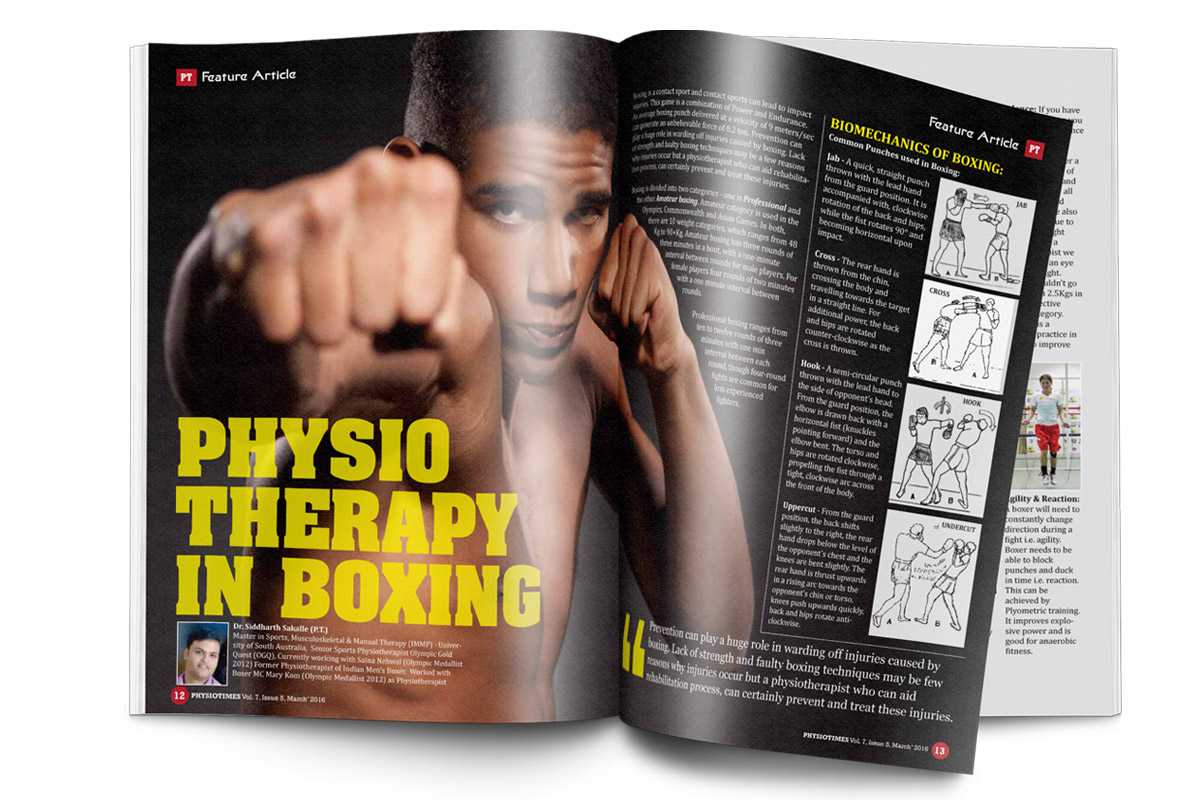 PT Feature Article
PHYSIO
THERAPY
IN BOXING
Dr. Siddharth Sakalle (P.T.)
Master in Sports, Musculoskeletal & Manual Therapy (IMMP) - Univer-
sity of South Australia, Senior Sports Physiotherapist Olympic Gold
Quest (OGQ), Currently working with Saina Nehwal (Olympic Medallist
2012) Former Physiotherapist of Indian Men's Boxer. Worked with
Boxer MC Mary Kom (Olympic Medallist 2012) as Physiotherapist
12 PHYSIOTIMES Vol. 7, Issue 5, March' 2016
Boxing is a contact sport and contact sports can lead to impact
injuries. This game is a combination of Power and Endurance.
An average boxing punch delivered at a velocity of 9 meters/sec
can generate an unbelievable force of 0.2 ton. Prevention can
play a huge role in warding off injuries caused by boxing. Lack
of strength and faulty boxing techniques may be a few reasons
why injuries occur but a physiotherapist who can aid rehabilita-
tion process, can certainly prevent and treat these injuries.
Boxing is divided into two categories - one is Professional and
the other Amateur boxing. Amateur category is used in the
Olympics, Commonwealth and Asian Games. In both,
there are 10 weight categories, which ranges from 48
Kg to 90+Kg. Amateur boxing has three rounds of
three minutes in a bout, with a one-minute
interval between rounds for male players. For
female players four rounds of two minutes
with a one minute interval between
rounds.
Professional boxing ranges from
ten to twelve rounds of three
minutes with one min
interval between each
round, though four-round
fights are common for
less experienced
fighters.
Feature Article PT
BIOMECHANICS OF BOXING:
Common Punches used in Boxing:
Jab - A quick, straight punch
thrown with the lead hand
from the guard position. It is
accompanied with, clockwise
rotation of the back and hips,
while the fist rotates 90° and
becoming horizontal upon
impact.
JAB
A B
Cross - The rear hand is
thrown from the chin,
crossing the body and
travelling towards the target
in a straight line. For
additional power, the back
and hips are rotated
counter-clockwise as the
cross is thrown.
CROSS
B A
Hook - A semi-circular punch
thrown with the lead hand to
the side of opponent's head.
From the guard position, the
elbow is drawn back with a
horizontal fist (knuckles
pointing forward) and the
elbow bent. The torso and
hips are rotated clockwise,
propelling the fist through a
tight, clockwise arc across
the front of the body.
HOOK
A B
Uppercut - From the guard
position, the back shifts
slightly to the right, the rear
hand drops below the level of
the opponent's chest and the
knees are bent slightly. The
rear hand is thrust upwards
in a rising arc towards the
opponent's chin or torso.
knees push upwards quickly,
back and hips rotate anti-
clockwise.
UNDERCUT
A B
“Prevention can play a huge role in warding off injuries caused by
boxing. Lack of strength and faulty boxing techniques may be few
reasons why injuries occur but a physiotherapist who can aid
rehabilitation process, can certainly prevent and treat these injuries.
PHYSIOTIMES Vol. 7, Issue 5, March' 2016 13
If you have
all
also
an eye
go
2.5Kgs in
is a
practice in
improve
Agility & Reaction:
A boxer will need to
constantly change
direction during a
fight i.e. agility.
Boxer needs to be
able to block
punches and duck
in time i.e. reaction.
This can be
achieved by
Plyometric training.
It improves explo-
sive power and is
good for anaerobic
fitness.